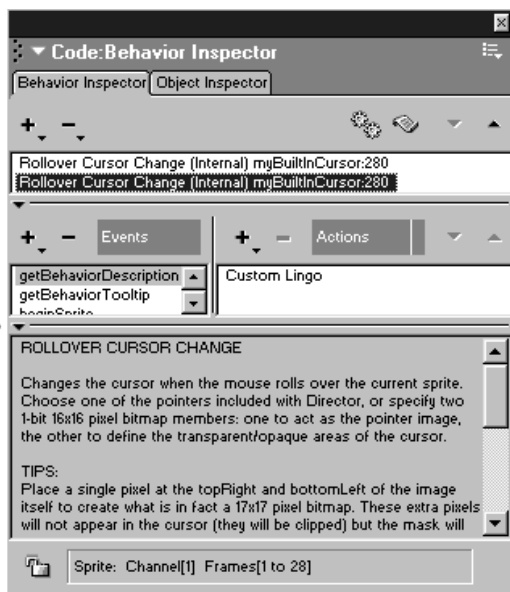 Code:Behavior Inspector
Behavior Inspector Object Inspector
Rollover Cursor Change (Internal) myBuiltInCursor:280
Rollover Cursor Change (Internal) myBuiltInCursor:280
Events
Actions
getBehaviorDescription
Custom Lingo
getBehaviorTooltip
beginSprite
ROLLOVER CURSOR CHANGE
Changes the cursor when the mouse rolls over the current sprite.
Choose one of the pointers included with Director, or specify two
1-bit 16x16 pixel bitmap members: one to act as the pointer image,
the other to define the transparent/opaque areas of the cursor.
TIPS:
Place a single pixel at the topRight and bottomLeft of the image
itself to create what is in fact a 17x17 pixel bitmap. These extra pixels
will not appear in the cursor (they will be clipped) but the mask will
Sprite: Channel[1] Frames[1 to 28]